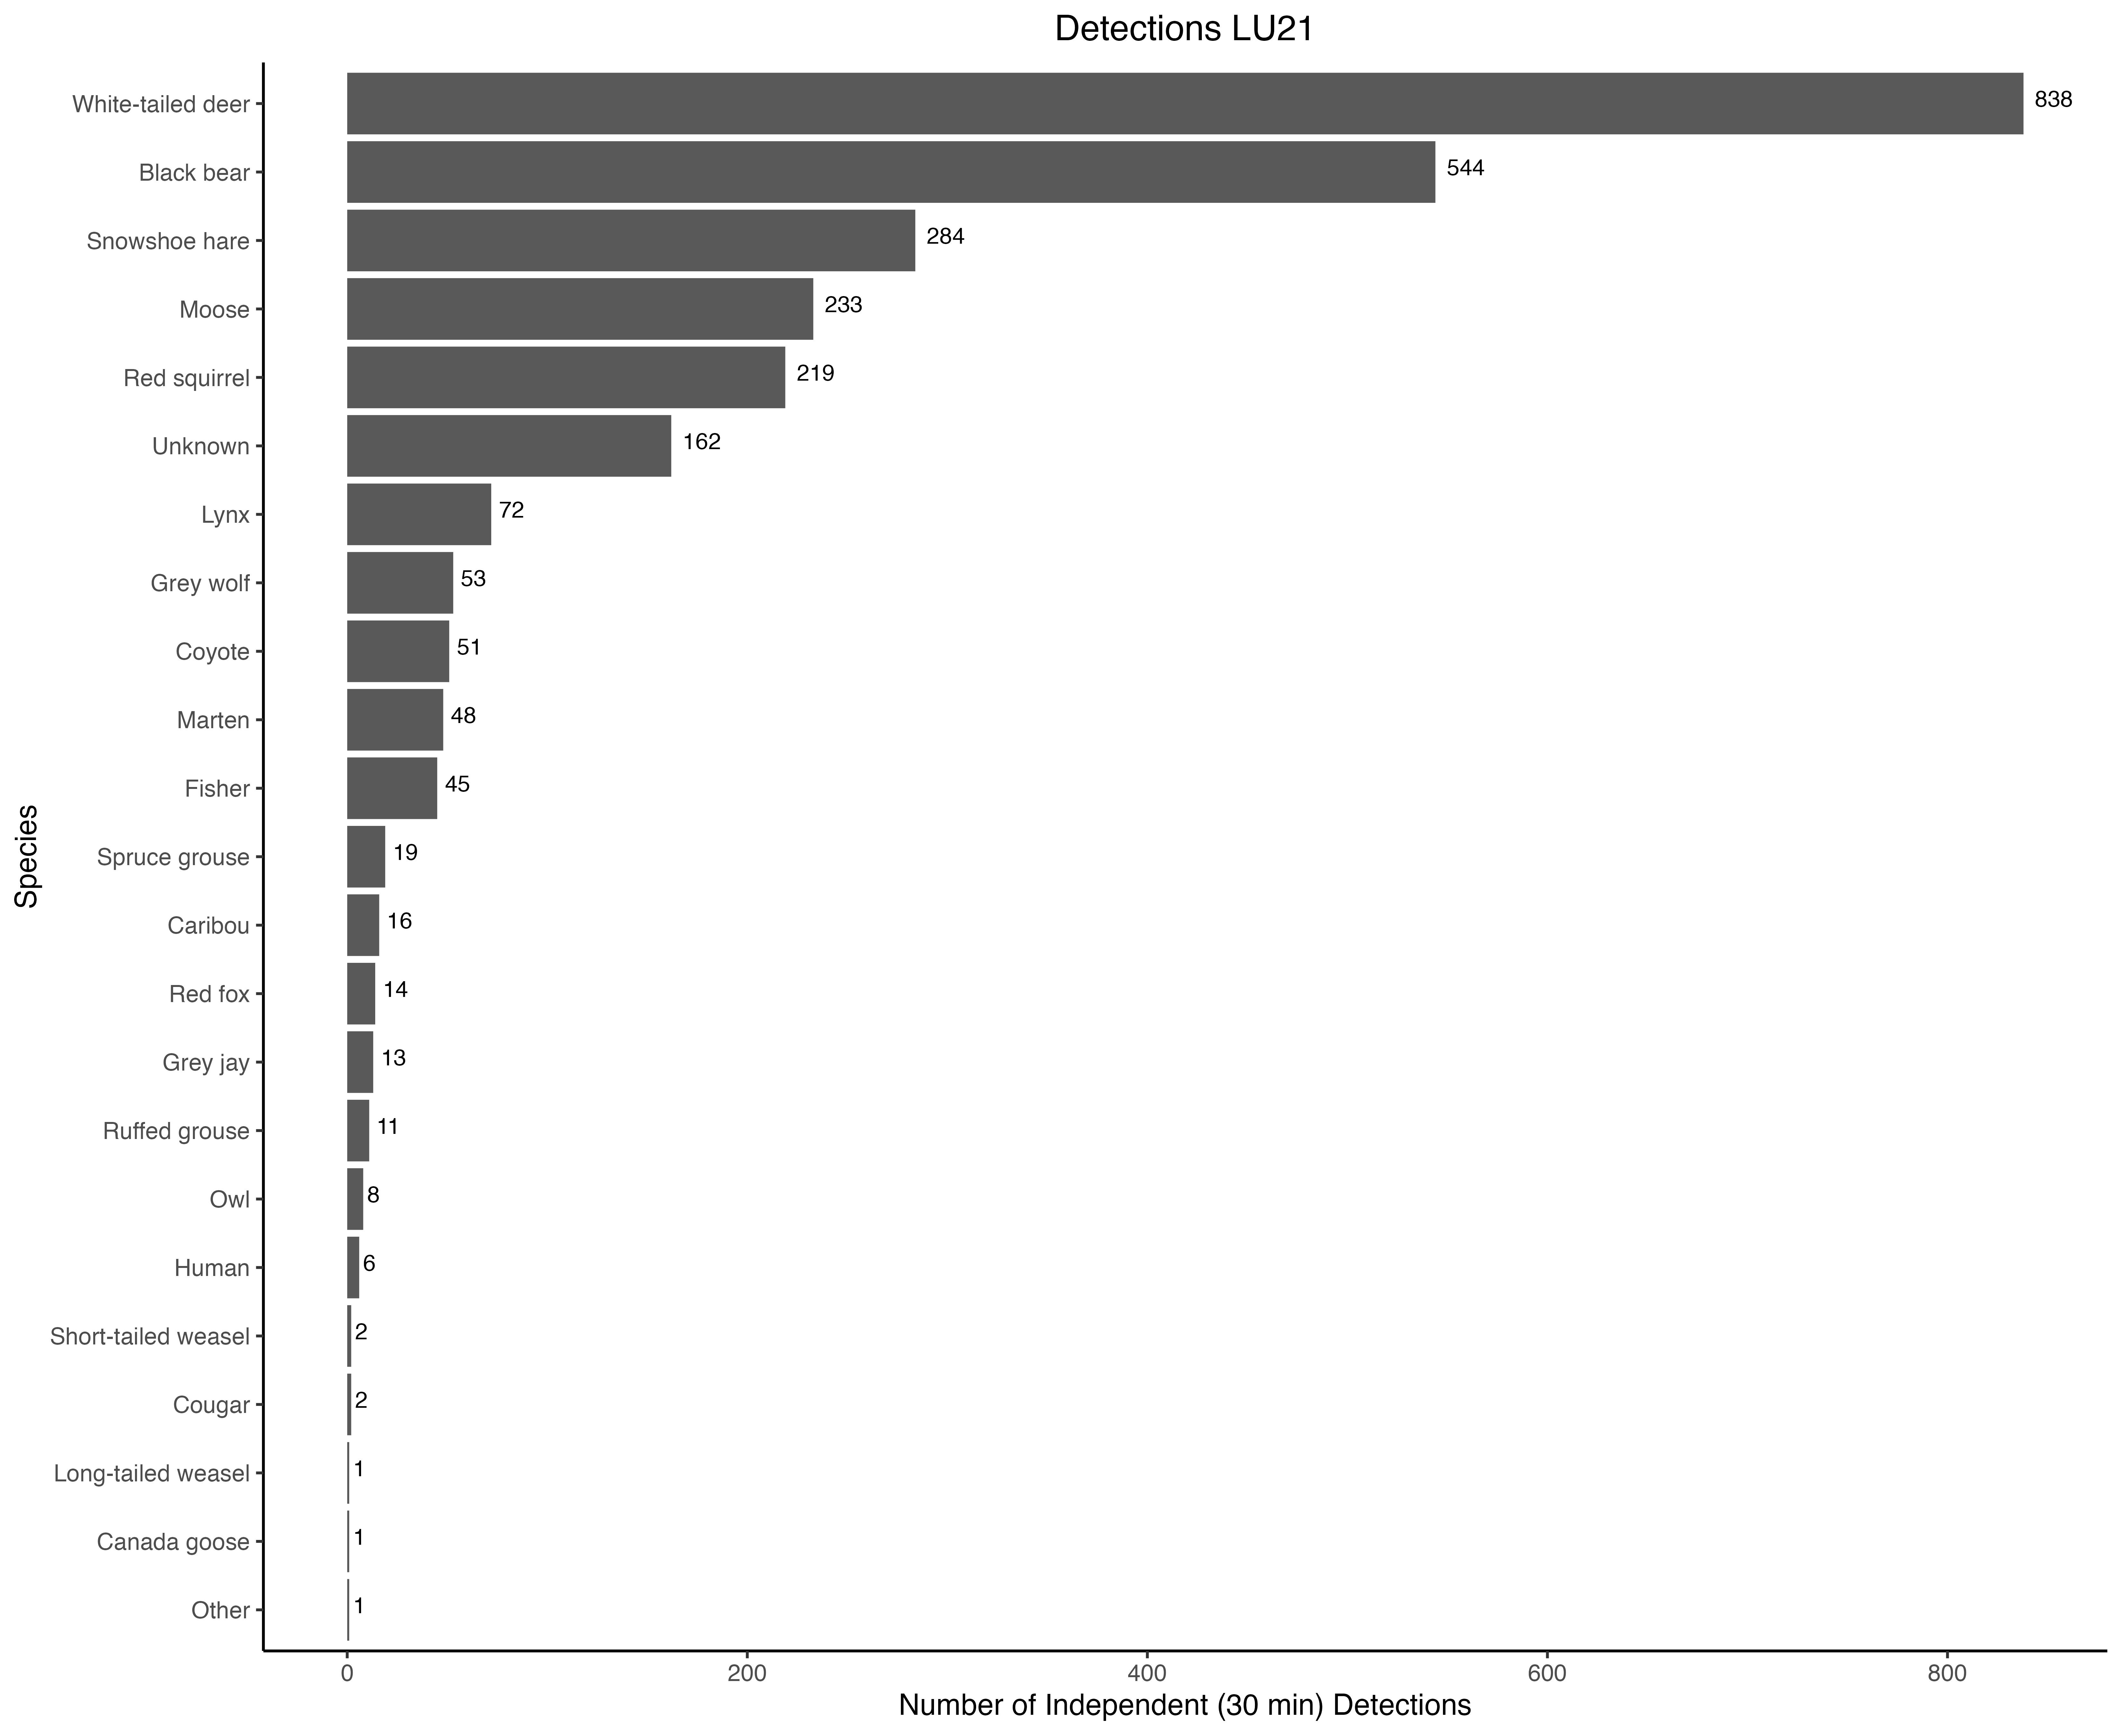 Detections LU21
White-tailed deer 838
Black bear 544
Snowshoe hare 284
Moose 233
Red squirrel 219
Unknown 162
Lynx 72
Grey wolf 53
Coyote 51
Marten 48
Fisher 45
Spruce grouse 19
Caribou 16
Red fox 14
Grey jay 13
Ruffed grouse 11
Owl 8
Human 6
Short-tailed weasel 2
Cougar 2
Long-tailed weasel 1
Canada goose 1
Other 1
Species
0 200 400 600 800
Number of Independent (30 min) Detections